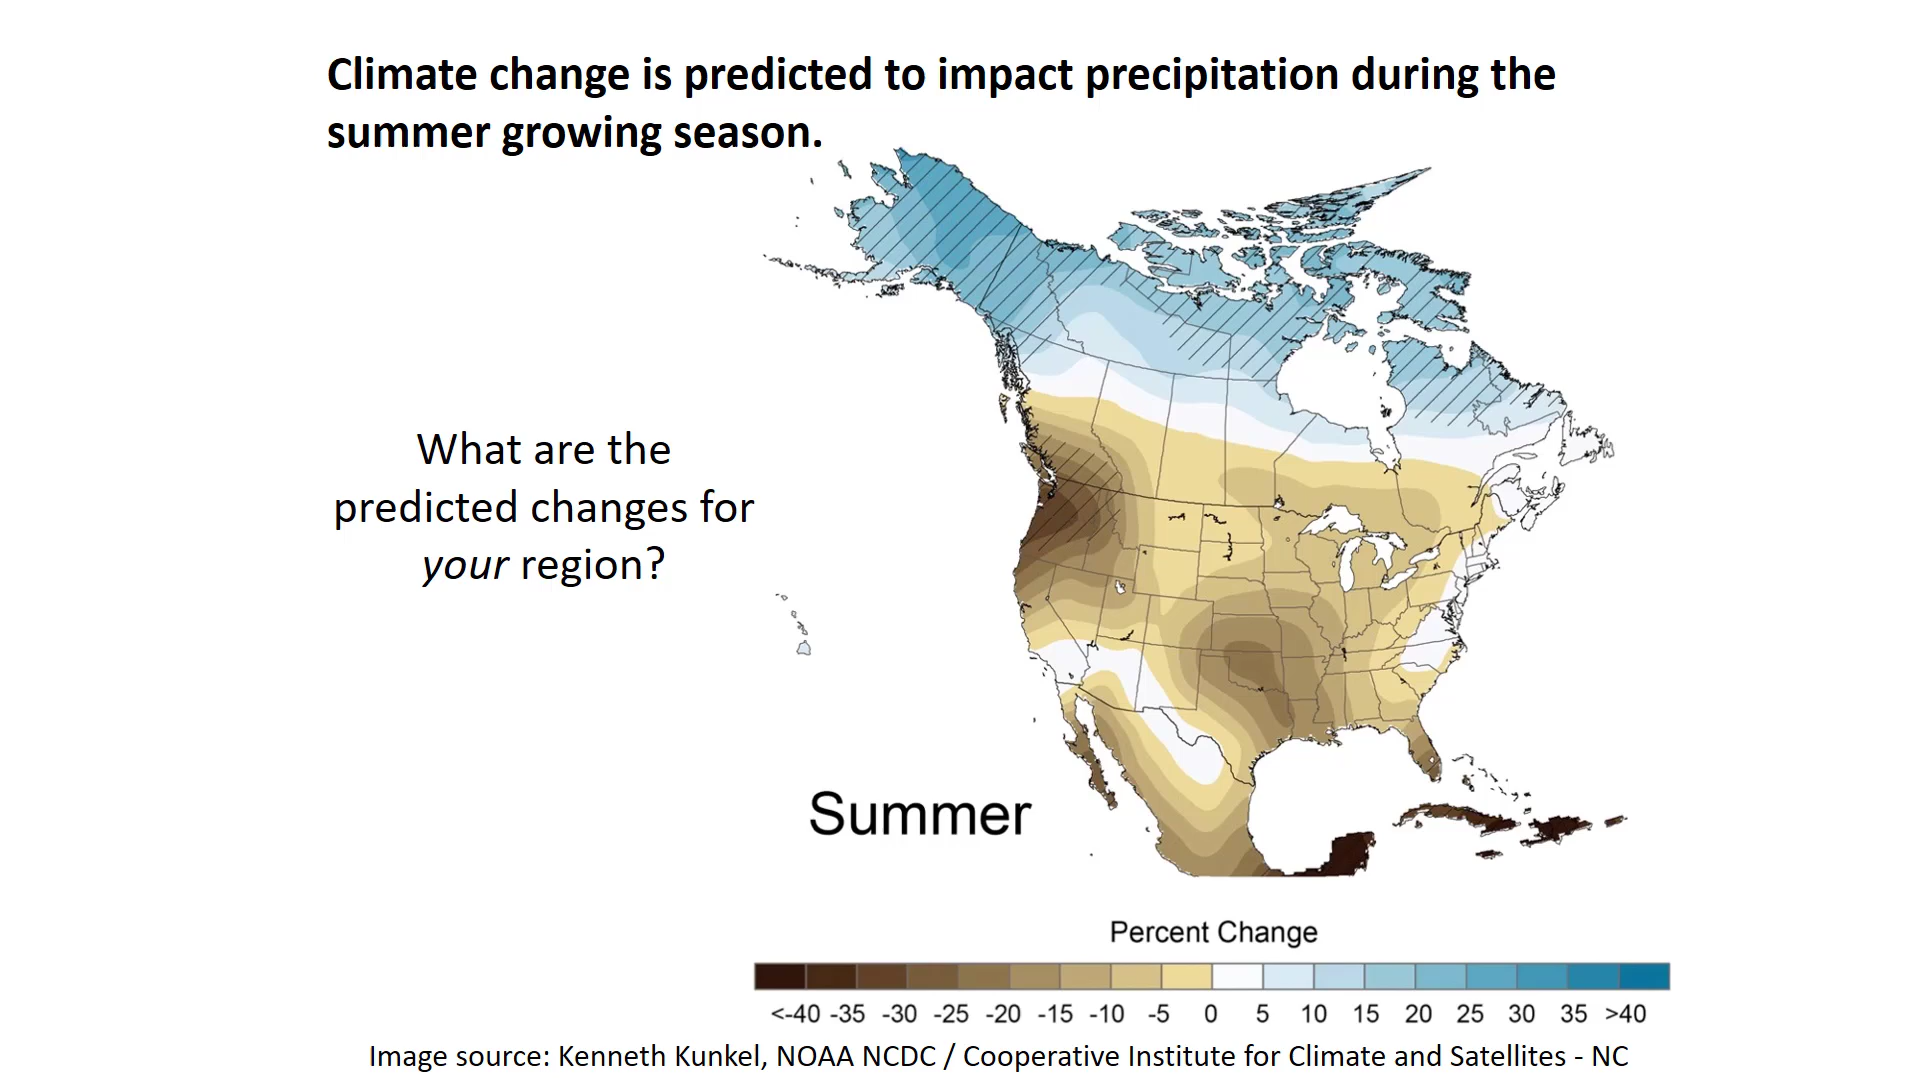 Climate change is predicted to impact precipitation during the
summer growing season.
What are the
predicted changes for
your region?
Summer
Percent Change
<-40 -35 -30 -25 -20 -15 -10 -5 0 5 10 15 20 25 30 35 >40
Image source: Kenneth Kunkel, NOAA NCDC / Cooperative Institute for Climate and Satellites - NC